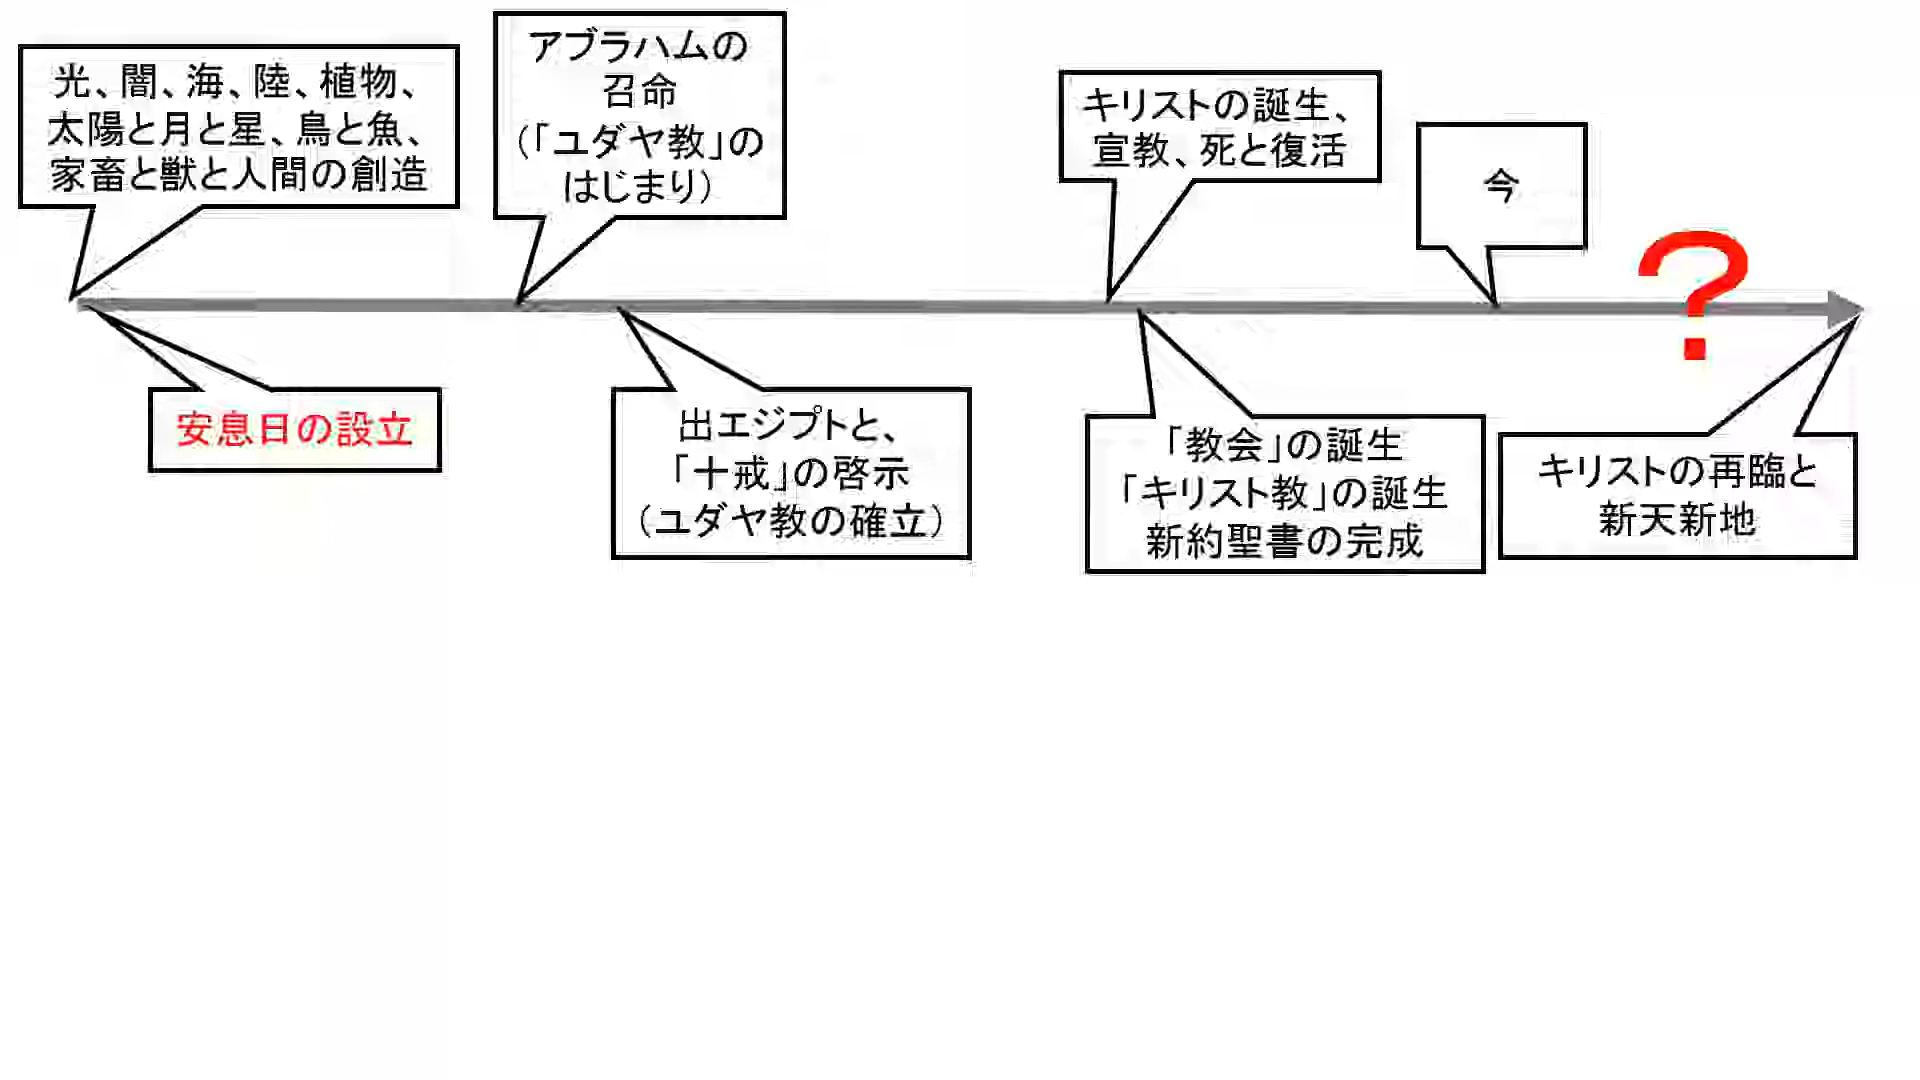 光、闇、海、陸、植物、
太陽と月と星、鳥と魚、
家畜と獣と人間の創造
アブラハムの
召命
(「ユダヤ教」の
はじまり)
キリストの誕生、
宣教、死と復活
今
?
安息日の設立
出エジプトと、
「十戒」の啓示
(ユダヤ教の確立)
「教会」の誕生
「キリスト教」の誕生
新約聖書の完成
キリストの再臨と
新天新地